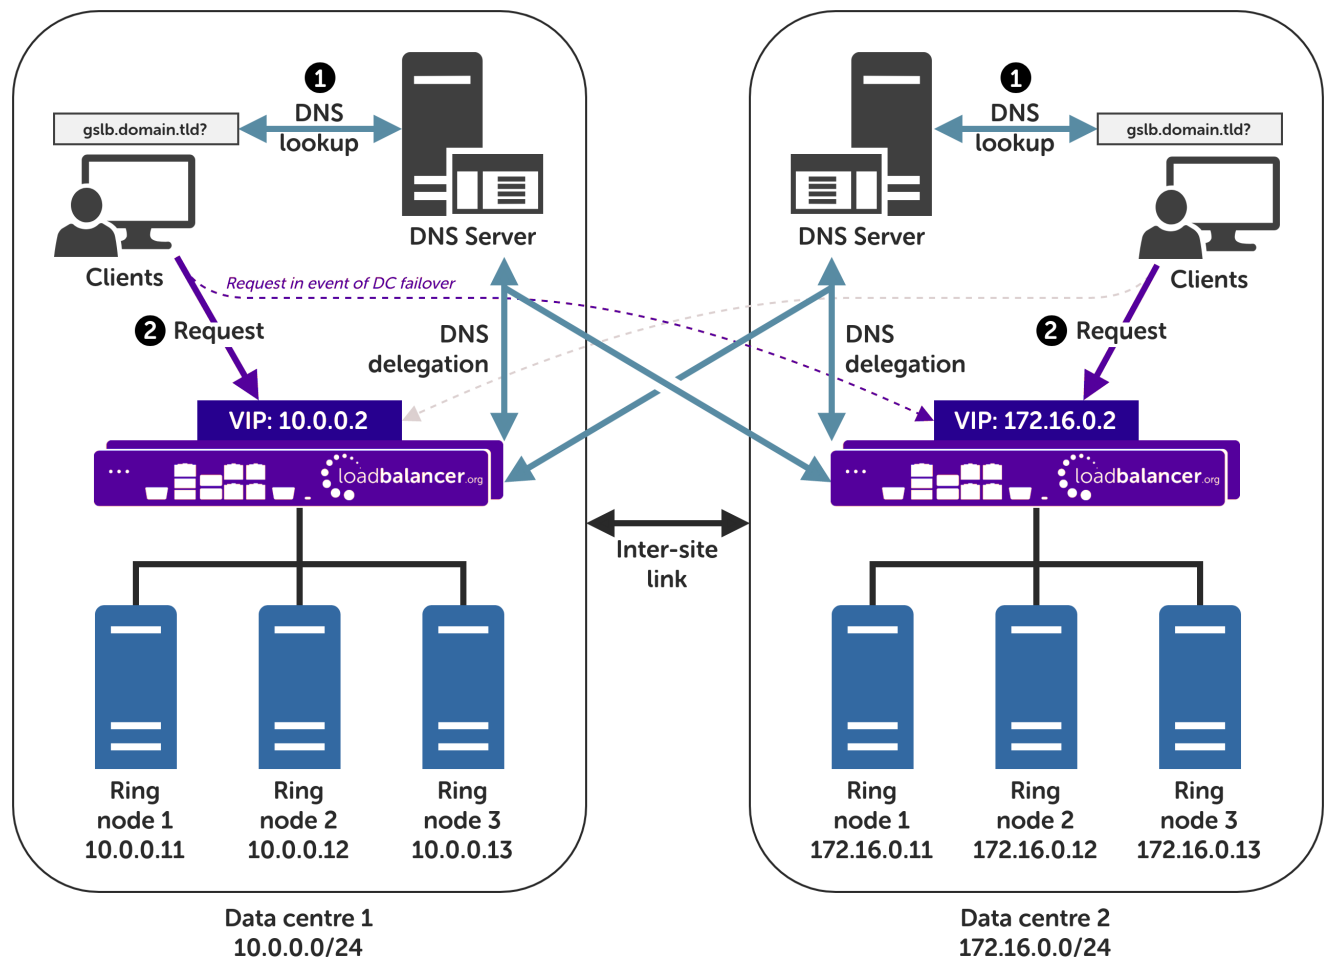 1
DNS
lookup
gslb.domain.tld?
DNS Server
Clients
Request in event of DC failover
2 Request
DNS
delegation
VIP: 10.0.0.2
loadbalancer.org
Ring
node 1
10.0.0.11
Ring
node 2
10.0.0.12
Ring
node 3
10.0.0.13
Data centre 1
10.0.0.0/24
Inter-site
link
1
DNS
lookup
gslb.domain.tld?
DNS Server
Clients
2 Request
DNS
delegation
VIP: 172.16.0.2
loadbalancer.org
Ring
node 1
172.16.0.11
Ring
node 2
172.16.0.12
Ring
node 3
172.16.0.13
Data centre 2
172.16.0.0/24